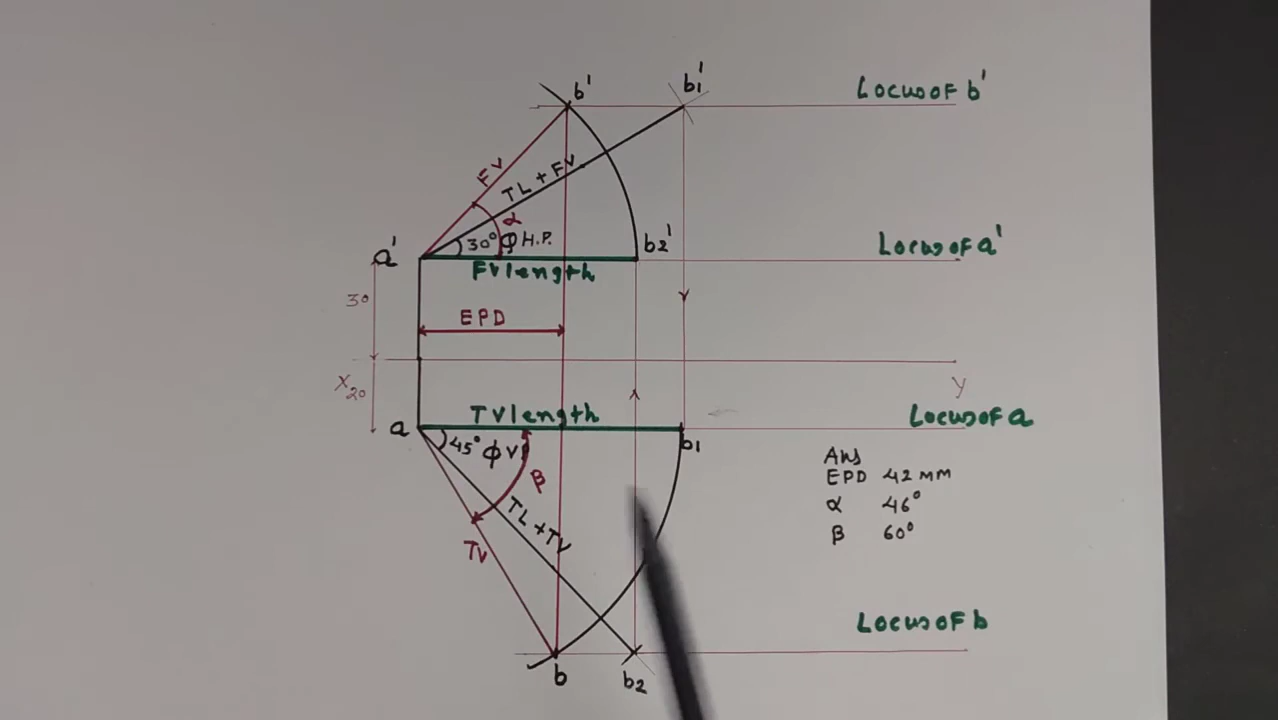 b'
b1'
Locus of b'
FV
TL + FV
α
30° φ H.P.
a'
b2'
Locus of a'
FV length
30
EPD
X
20
Y
TV length
Locus of a
a
45° φ V
b1
β
Ans
EPD 42 MM
α 46°
β 60°
TL + TV
TV
Locus of b
b
b2